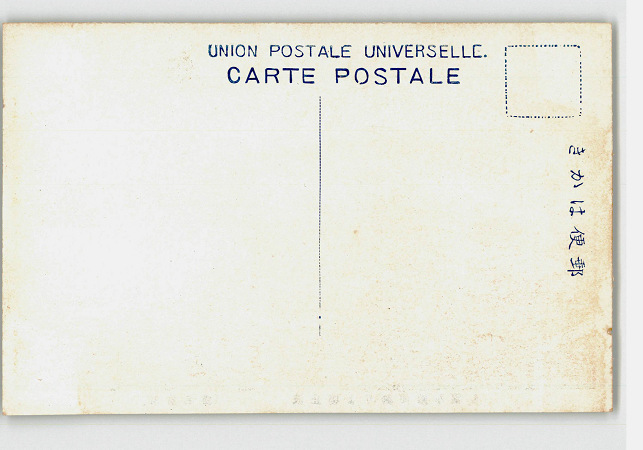 UNION POSTALE UNIVERSELLE.
CARTE POSTALE
きかは便郵